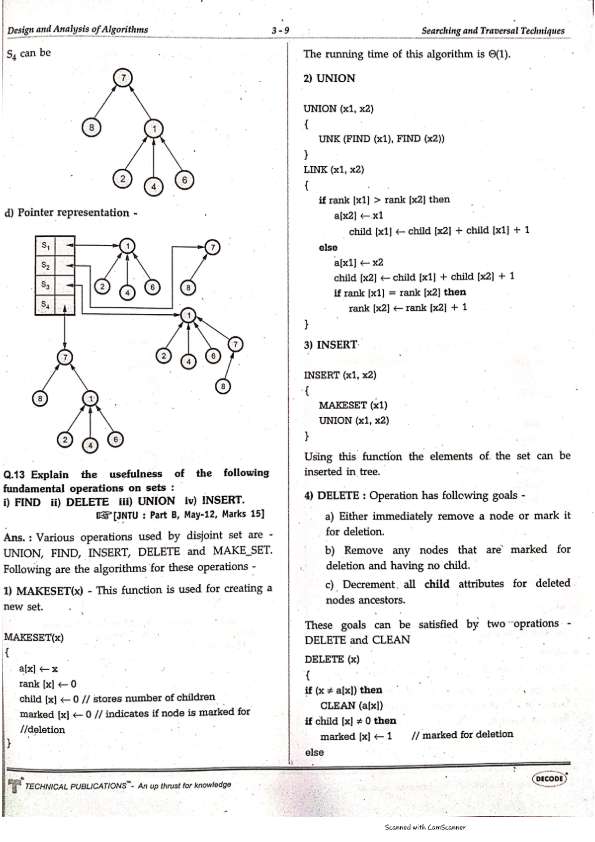 Design and Analysis of Algorithms
3 - 9
Searching and Traversal Techniques
S4 can be
7
8
1
2
4
6
d) Pointer representation -
S1
S2
S3
S4
1
7
2
4
6
8
1
2
4
6
7
8
7
8
1
2
4
6
Q.13 Explain the usefulness of the following
fundamental operations on sets :
i) FIND ii) DELETE iii) UNION iv) INSERT.
☞[JNTU : Part B, May-12, Marks 15]
Ans. : Various operations used by disjoint set are -
UNION, FIND, INSERT, DELETE and MAKE_SET.
Following are the algorithms for these operations -
1) MAKESET(x) - This function is used for creating a
new set.
MAKESET(x)
{
a[x] ← x
rank [x] ← 0
child [x] ← 0 // stores number of children
marked [x] ← 0 // indicates if node is marked for
//deletion
}
The running time of this algorithm is Θ(1).
2) UNION
UNION (x1, x2)
{
UNK (FIND (x1), FIND (x2))
}
LINK (x1, x2)
{
if rank [x1] > rank [x2] then
a[x2] ← x1
child [x1] ← child [x2] + child [x1] + 1
else
a[x1] ← x2
child [x2] ← child [x1] + child [x2] + 1
if rank [x1] = rank [x2] then
rank [x2] ← rank [x2] + 1
}
3) INSERT
INSERT (x1, x2)
{
MAKESET (x1)
UNION (x1, x2)
}
Using this function the elements of the set can be
inserted in tree.
4) DELETE : Operation has following goals -
a) Either immediately remove a node or mark it
for deletion.
b) Remove any nodes that are marked for
deletion and having no child.
c) Decrement all child attributes for deleted
nodes ancestors.
These goals can be satisfied by two oprations -
DELETE and CLEAN
DELETE (x)
{
if (x ≠ a[x]) then
CLEAN (a[x])
if child [x] ≠ 0 then
marked [x] ← 1 // marked for deletion
else
TECHNICAL PUBLICATIONS™- An up thrust for knowledge
DECODE
Scanned with CamScanner